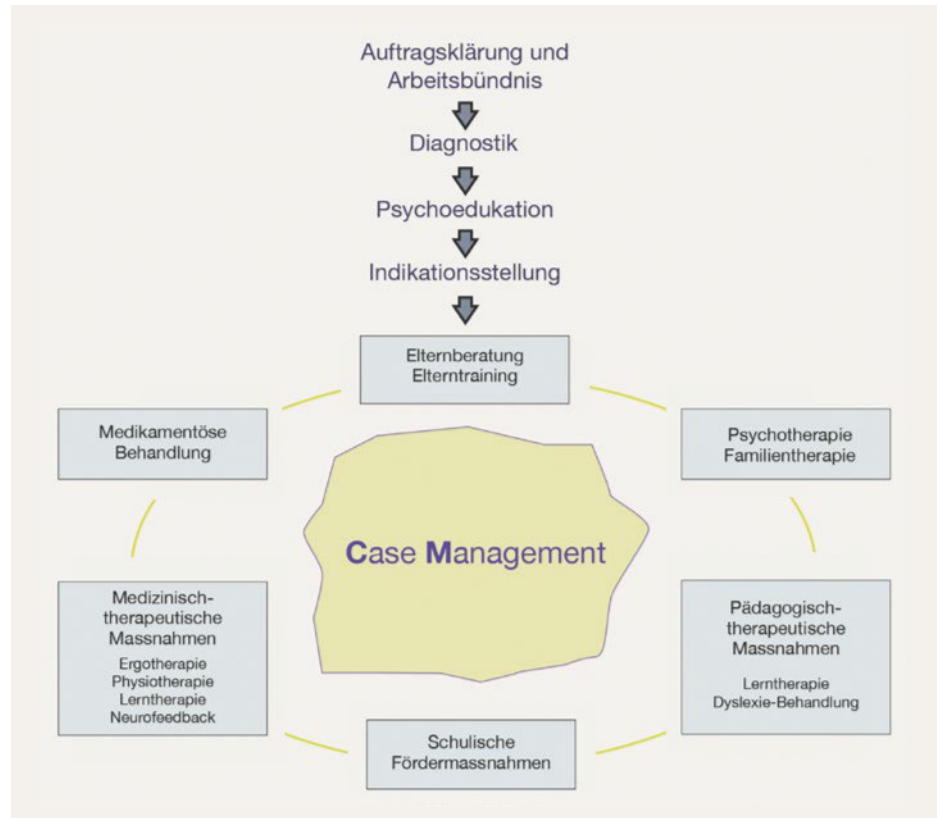 Auftragsklärung und
Arbeitsbündnis
Diagnostik
Psychoedukation
Indikationsstellung
Elternberatung
Elterntraining
Medikamentöse
Behandlung
Psychotherapie
Familientherapie
Case Management
Medizinisch-
therapeutische
Massnahmen
Ergotherapie
Physiotherapie
Lerntherapie
Neurofeedback
Pädagogisch-
therapeutische
Massnahmen
Lerntherapie
Dyslexie-Behandlung
Schulische
Fördermassnahmen